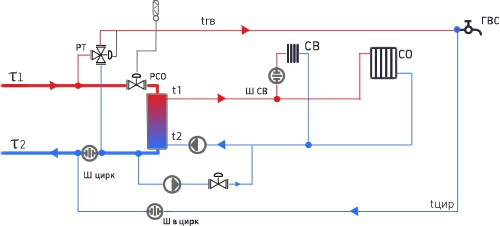 tгв
ГВС
РТ
СВ
СО
τ1
РСО
t1
Ш СВ
t2
τ2
Ш цирк
tцир
Ш в цирк